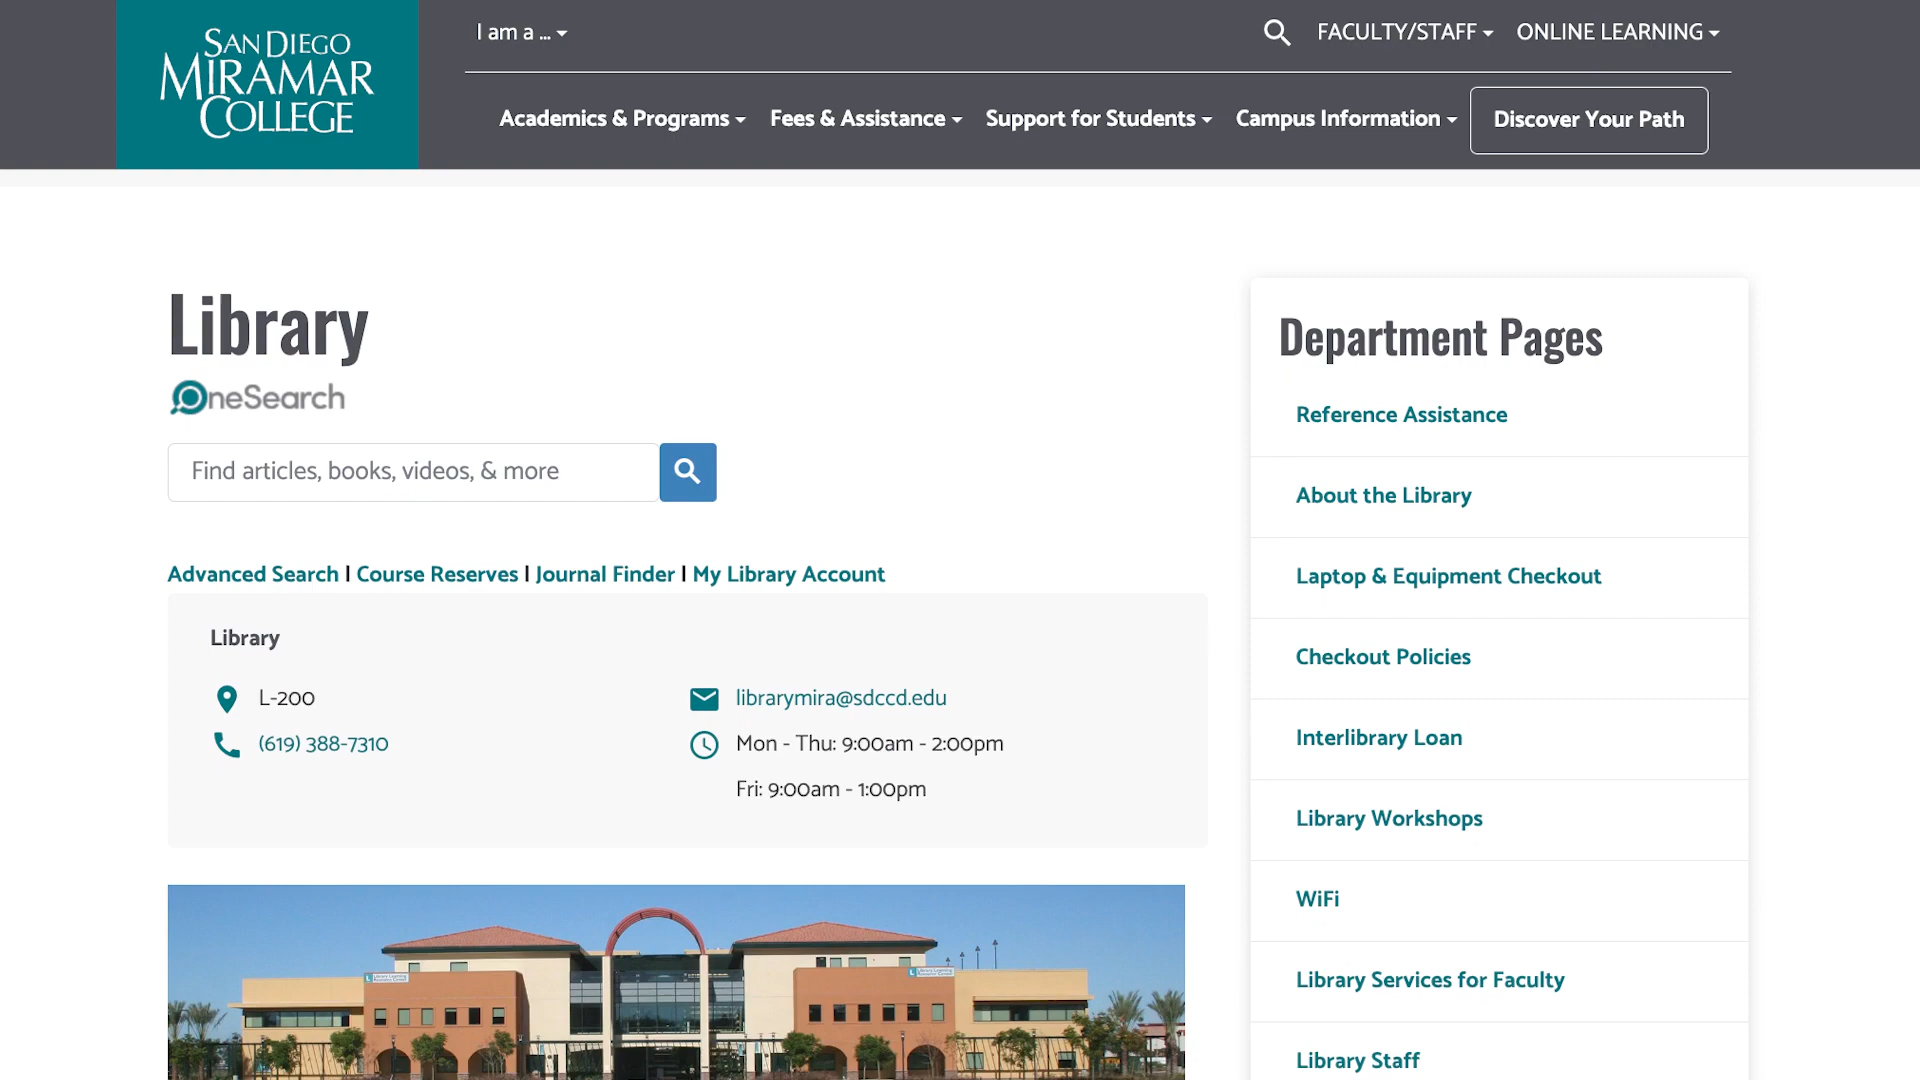 SAN DIEGO
MIRAMAR
COLLEGE
I am a ...
FACULTY/STAFF
ONLINE LEARNING
Academics & Programs
Fees & Assistance
Support for Students
Campus Information
Discover Your Path
Library
OneSearch
Find articles, books, videos, & more
Advanced Search | Course Reserves | Journal Finder | My Library Account
Library
L-200
(619) 388-7310
librarymira@sdccd.edu
Mon - Thu: 9:00am - 2:00pm
Fri: 9:00am - 1:00pm
Department Pages
Reference Assistance
About the Library
Laptop & Equipment Checkout
Checkout Policies
Interlibrary Loan
Library Workshops
WiFi
Library Services for Faculty
Library Staff